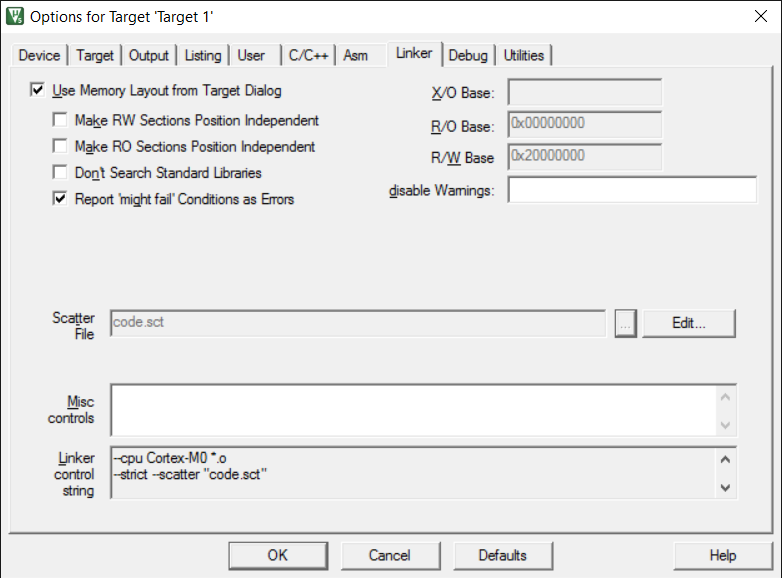 Options for Target 'Target 1'
Device Target Output Listing User C/C++ Asm Linker Debug Utilities
Use Memory Layout from Target Dialog
Make RW Sections Position Independent
Make RO Sections Position Independent
Don't Search Standard Libraries
Report 'might fail' Conditions as Errors
X/O Base:
R/O Base: 0x00000000
R/W Base 0x20000000
disable Warnings:
Scatter
File
code.sct
...
Edit...
Misc
controls
Linker
control
string
--cpu Cortex-M0 *.o
--strict --scatter "code.sct"
OK Cancel Defaults Help